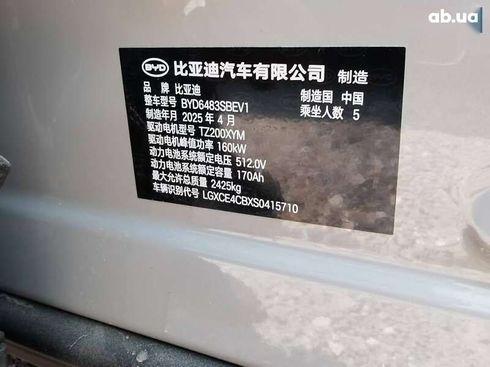 ab.ua
BYD 比亚迪汽车有限公司 制造
品 牌 比亚迪 制造国 中国
整车型号 BYD6483SBEV1 乘坐人数 5
制造年月 2025 年 4 月
驱动电机型号 TZ200XYM
驱动电机峰值功率 160kW
动力电池系统额定电压 512.0V
动力电池系统额定容量 170Ah
最大允许总质量 2425kg
车辆识别代号 LGXCE4CBXS0415710